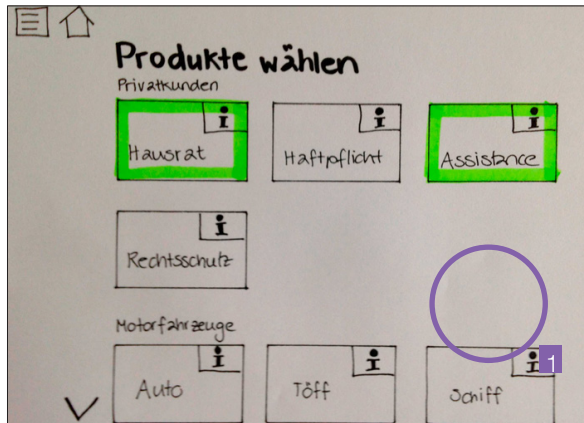 Produkte wählen
Privatkunden
i i i
Hausrat Haftpflicht Assistance
i
Rechtsschutz
Motorfahrzeuge
i i i 1
Auto Töff Schiff